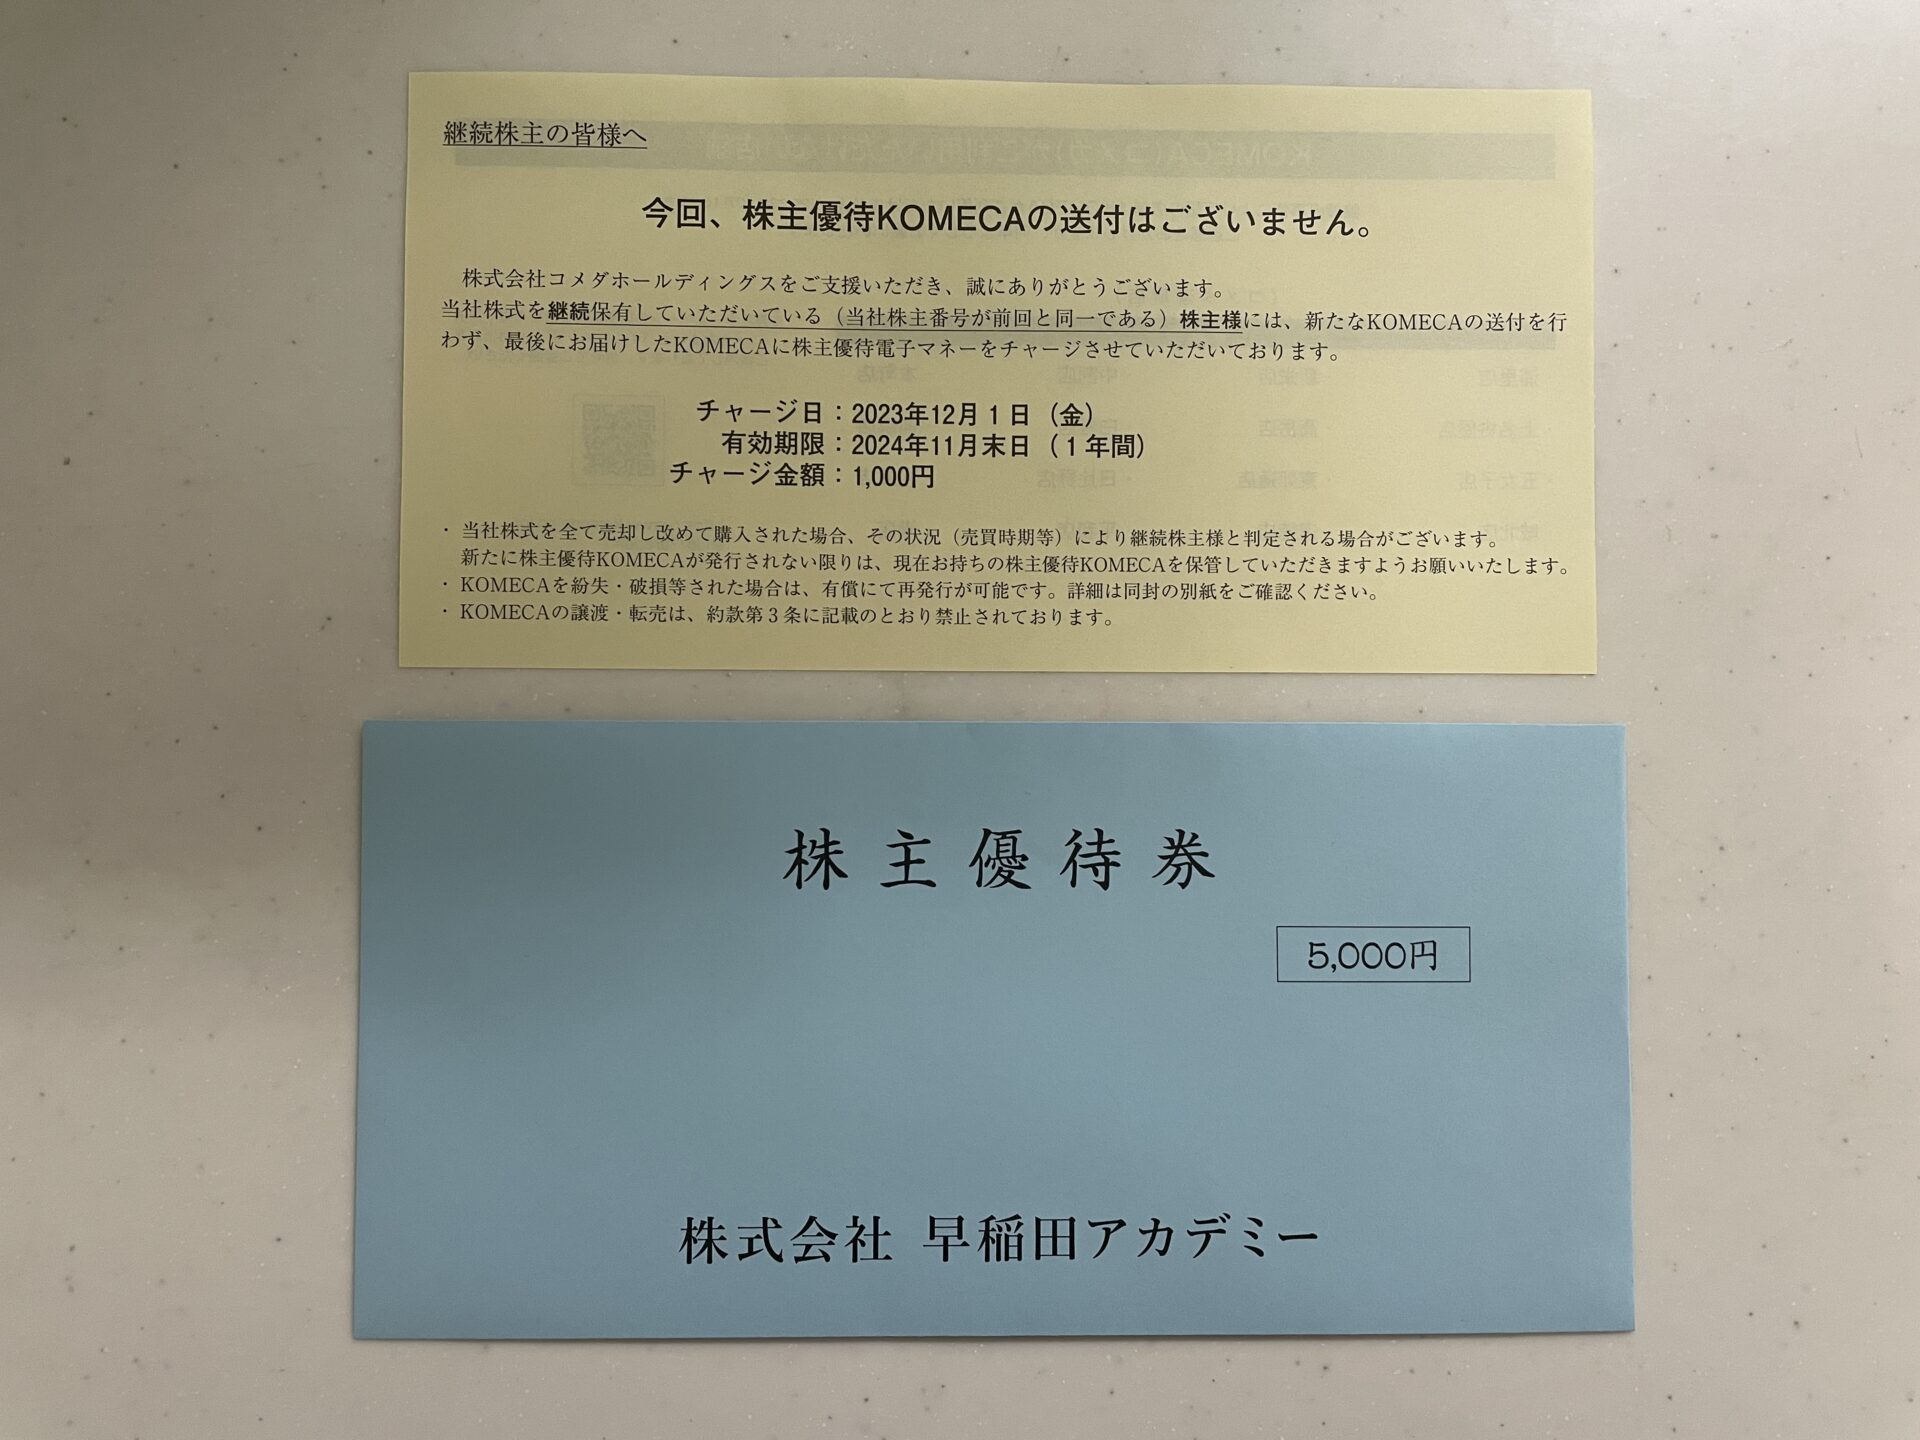 継続株主の皆様へ
今回、株主優待KOMECAの送付はございません。
株式会社コメダホールディングスをご支援いただき、誠にありがとうございます。
当社株式を継続保有していただいている（当社株主番号が前回と同一である）株主様には、新たなKOMECAの送付を行
わず、最後にお届けしたKOMECAに株主優待電子マネーをチャージさせていただいております。
チャージ日：2023年12月１日（金）
有効期限：2024年11月末日（１年間）
チャージ金額：1,000円
・当社株式を全て売却し改めて購入された場合、その状況（売買時期等）により継続株主様と判定される場合がございます。
新たに株主優待KOMECAが発行されない限りは、現在お持ちの株主優待KOMECAを保管していただきますようお願いいたします。
・KOMECAを紛失・破損等された場合は、有償にて再発行が可能です。詳細は同封の別紙をご確認ください。
・KOMECAの譲渡・転売は、約款第３条に記載のとおり禁止されております。
株主優待券
5,000円
株式会社 早稲田アカデミー